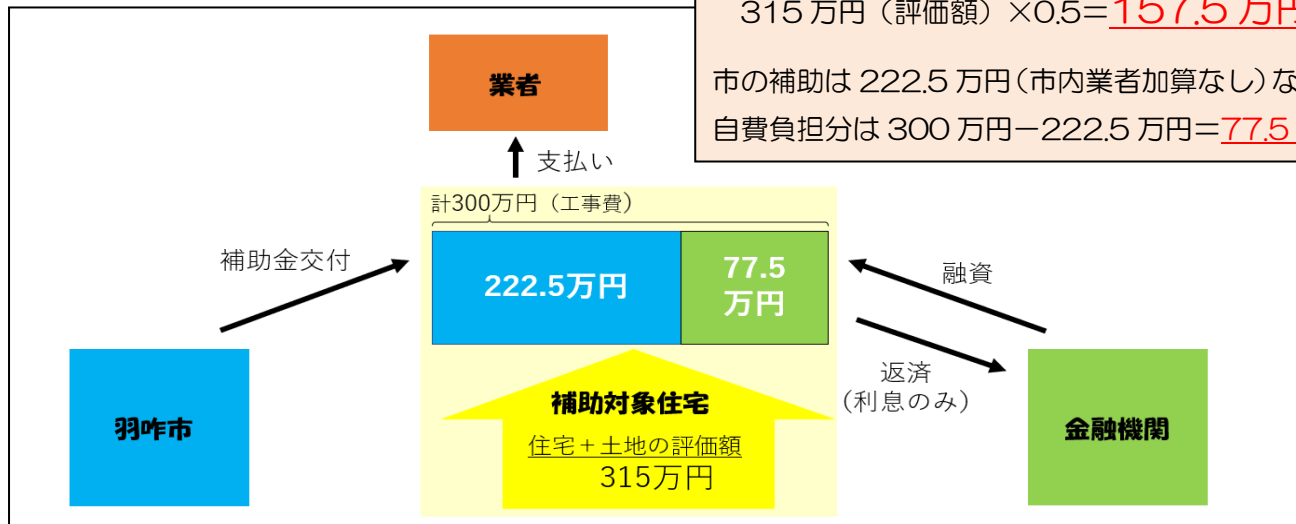 315万円（評価額）×0.5＝157.5万円
市の補助は222.5万円（市内業者加算なし）な
自費負担分は300万円－222.5万円＝77.5
業者
支払い
計300万円（工事費）
補助金交付
222.5万円
77.5
万円
融資
返済
（利息のみ）
補助対象住宅
住宅＋土地の評価額
315万円
羽咋市
金融機関